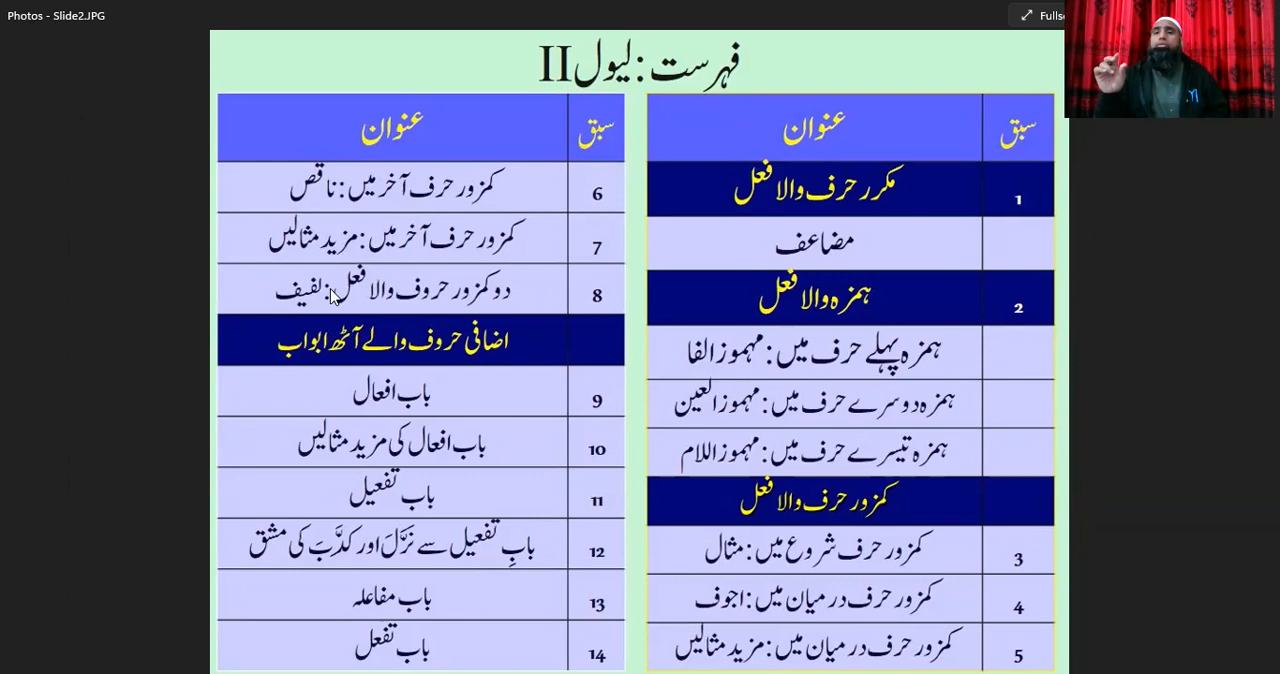 Photos - Slide2.JPG
Fulls
فہرست: لیول II
سبق عنوان
1 مکرر حرف والا فعل
مضاعف
2 ہمزہ والا فعل
ہمزہ پہلے حرف میں: مہموز الفا
ہمزہ دوسرے حرف میں: مہموز العین
ہمزہ تیسرے حرف میں: مہموز اللام
کمزور حرف والا فعل
3 کمزور حرف شروع میں: مثال
4 کمزور حرف درمیان میں: اجوف
5 کمزور حرف درمیان میں: مزید مثالیں
سبق عنوان
6 کمزور حرف آخر میں: ناقص
7 کمزور حرف آخر میں: مزید مثالیں
8 دو کمزور حروف والا فعل: لفیف
اضافی حروف والے آٹھ ابواب
9 باب افعال
10 باب افعال کی مزید مثالیں
11 باب تفعیل
12 بابِ تفعیل سے نَزَّلَ اور کَذَّبَ کی مشق
13 باب مفاعلہ
14 باب تفعل